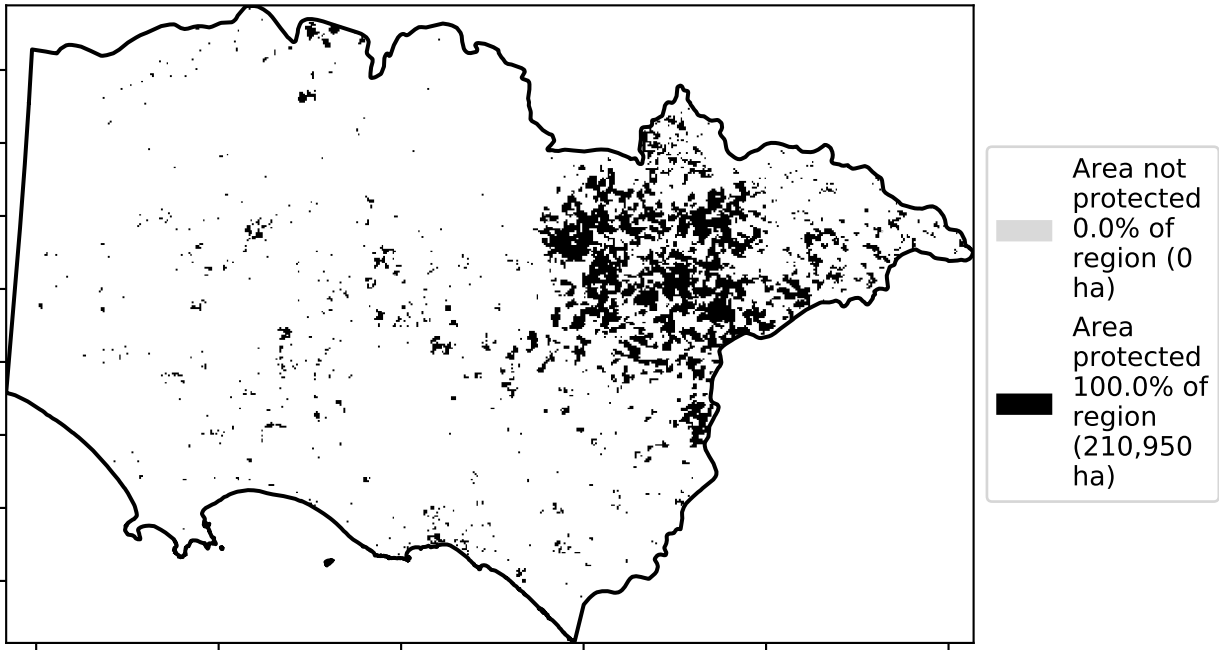 Area not
protected
0.0% of
region (0
ha)
Area
protected
100.0% of
region
(210,950
ha)